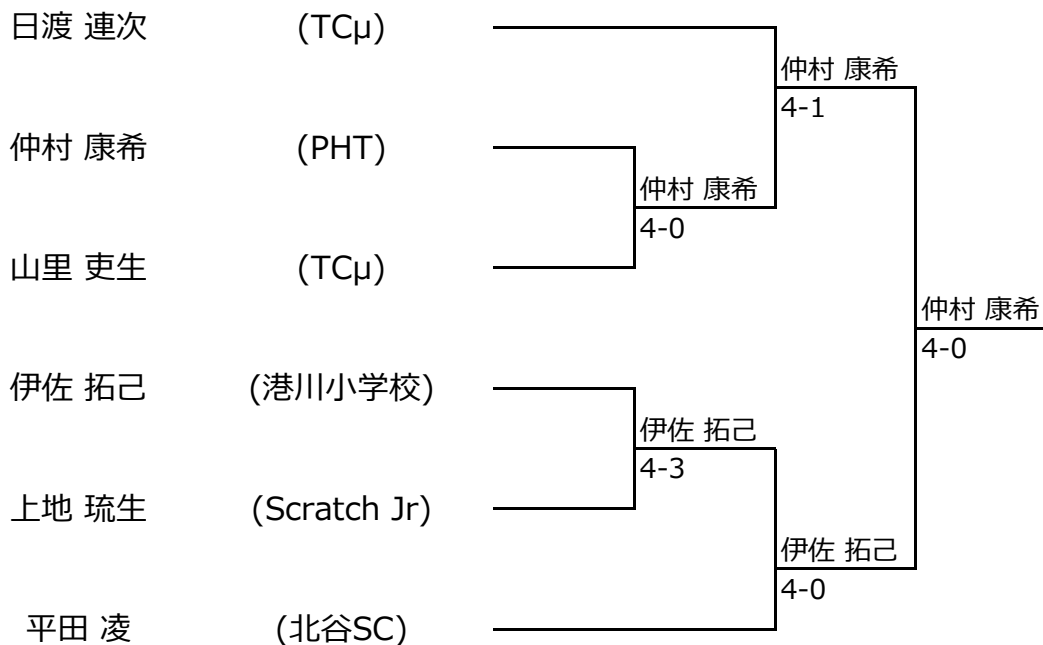 日渡 連次 (TCμ)
仲村 康希
4-1
仲村 康希 (PHT)
仲村 康希
4-0
山里 吏生 (TCμ)
仲村 康希
4-0
伊佐 拓己 (港川小学校)
伊佐 拓己
4-3
上地 琉生 (Scratch Jr)
伊佐 拓己
4-0
平田 凌 (北谷SC)